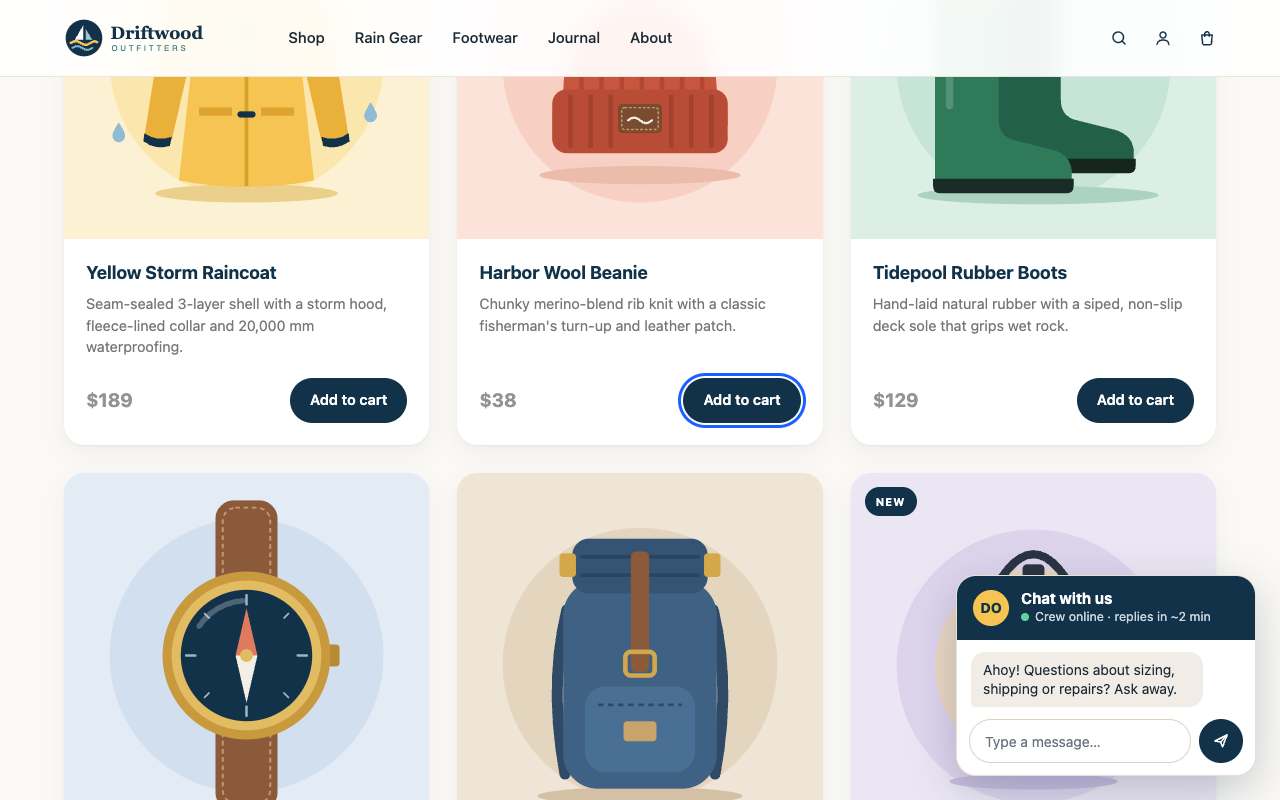 Driftwood
OUTFITTERS
Shop
Rain Gear
Footwear
Journal
About
Yellow Storm Raincoat
Seam-sealed 3-layer shell with a storm hood,
fleece-lined collar and 20,000 mm
waterproofing.
$189
Add to cart
Harbor Wool Beanie
Chunky merino-blend rib knit with a classic
fisherman's turn-up and leather patch.
$38
Add to cart
Tidepool Rubber Boots
Hand-laid natural rubber with a siped, non-slip
deck sole that grips wet rock.
$129
Add to cart
NEW
DO
Chat with us
Crew online · replies in ~2 min
Ahoy! Questions about sizing,
shipping or repairs? Ask away.
Type a message...